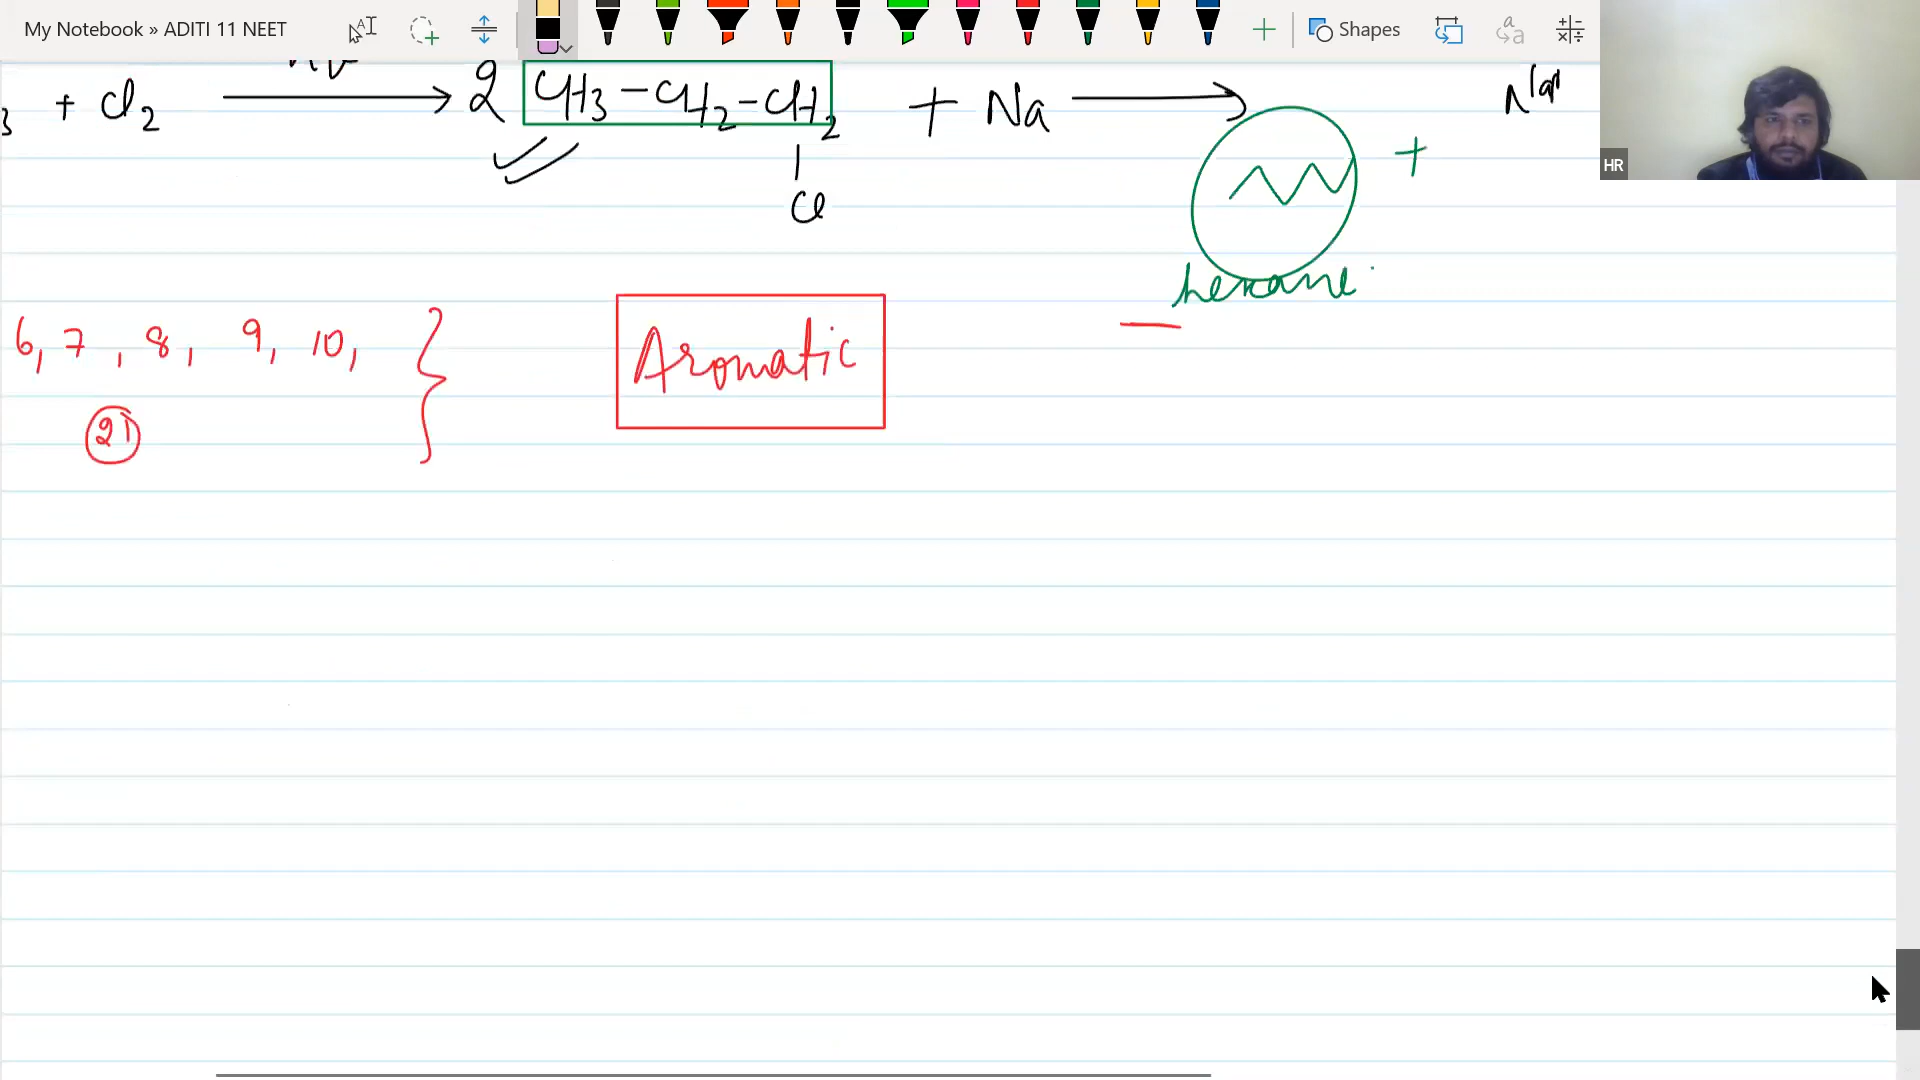 My Notebook » ADITI 11 NEET
Shapes
3 + Cl2 → hν 2 CH3 – CH2 – CH2 + Na →
Cl
+
HR
hexane
6, 7, 8, 9, 10,
21
Aromatic